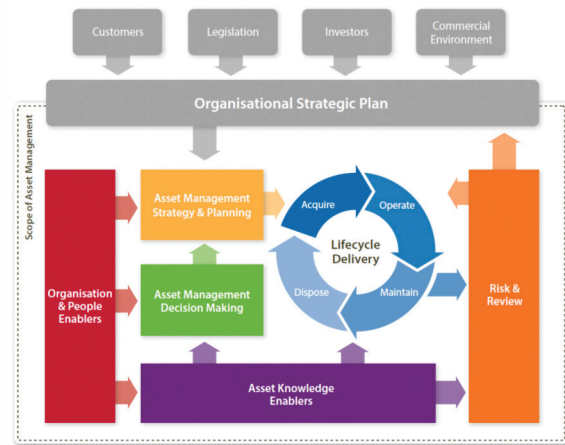 Customers
Legislation
Investors
Commercial
Environment
Organisational Strategic Plan
Scope of Asset Management
Organisation
& People
Enablers
Asset Management
Strategy & Planning
Asset Management
Decision Making
Acquire
Operate
Lifecycle
Delivery
Dispose
Maintain
Risk &
Review
Asset Knowledge
Enablers